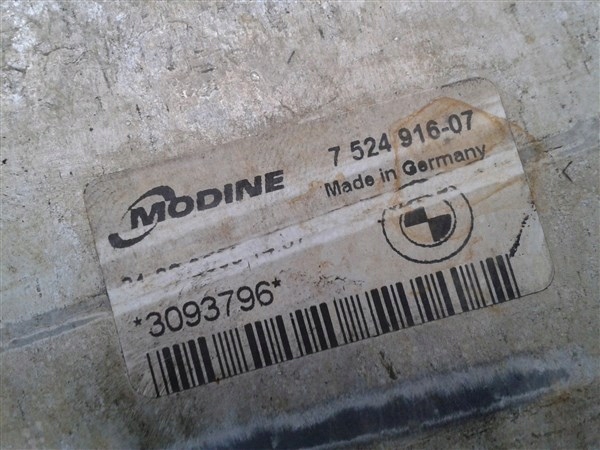 MODINE
7 524 916-07
Made in Germany
*3093796*